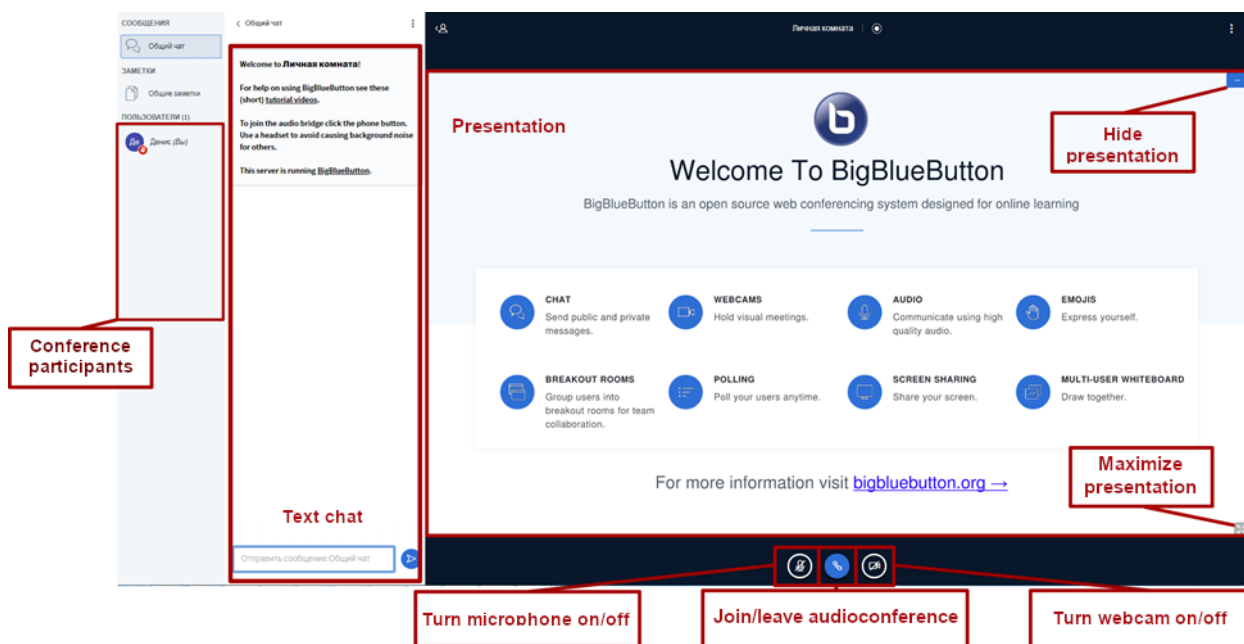 СООБЩЕНИЯ
Общий чат
ЗАМЕТКИ
Общие заметки
ПОЛЬЗОВАТЕЛИ (1)
Де
Денис (Вы)
Conference
participants
Общий чат
Welcome to Личная комната!
For help on using BigBlueButton see these
(short) tutorial videos.
To join the audio bridge click the phone button.
Use a headset to avoid causing background noise
for others.
This server is running BigBlueButton.
Text chat
Отправить сообщение Общий чат
Личная комната
Presentation
b
Hide
presentation
Welcome To BigBlueButton
BigBlueButton is an open source web conferencing system designed for online learning
CHAT
Send public and private
messages.
WEBCAMS
Hold visual meetings.
AUDIO
Communicate using high
quality audio.
EMOJIS
Express yourself.
BREAKOUT ROOMS
Group users into
breakout rooms for team
collaboration.
POLLING
Poll your users anytime.
SCREEN SHARING
Share your screen.
MULTI-USER WHITEBOARD
Draw together.
Maximize
presentation
For more information visit bigbluebutton.org →
Turn microphone on/off
Join/leave audioconference
Turn webcam on/off